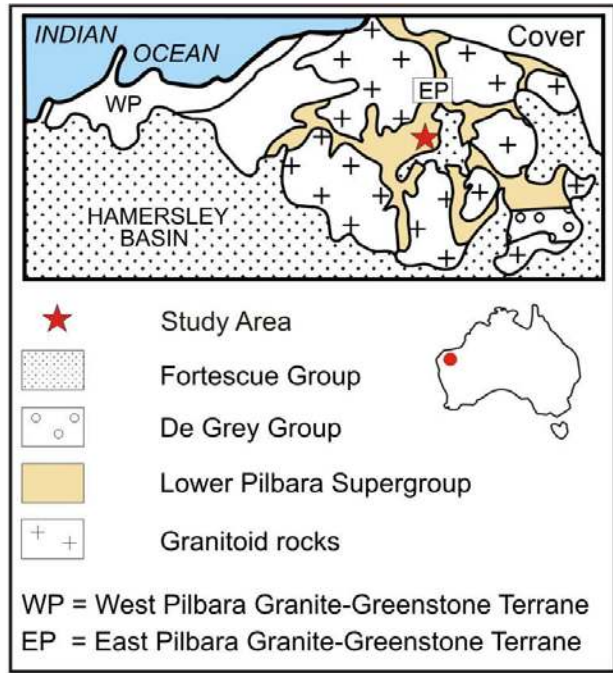 INDIAN
OCEAN
Cover
WP
EP
HAMERSLEY
BASIN
Study Area
Fortescue Group
De Grey Group
Lower Pilbara Supergroup
Granitoid rocks
WP = West Pilbara Granite-Greenstone Terrane
EP = East Pilbara Granite-Greenstone Terrane